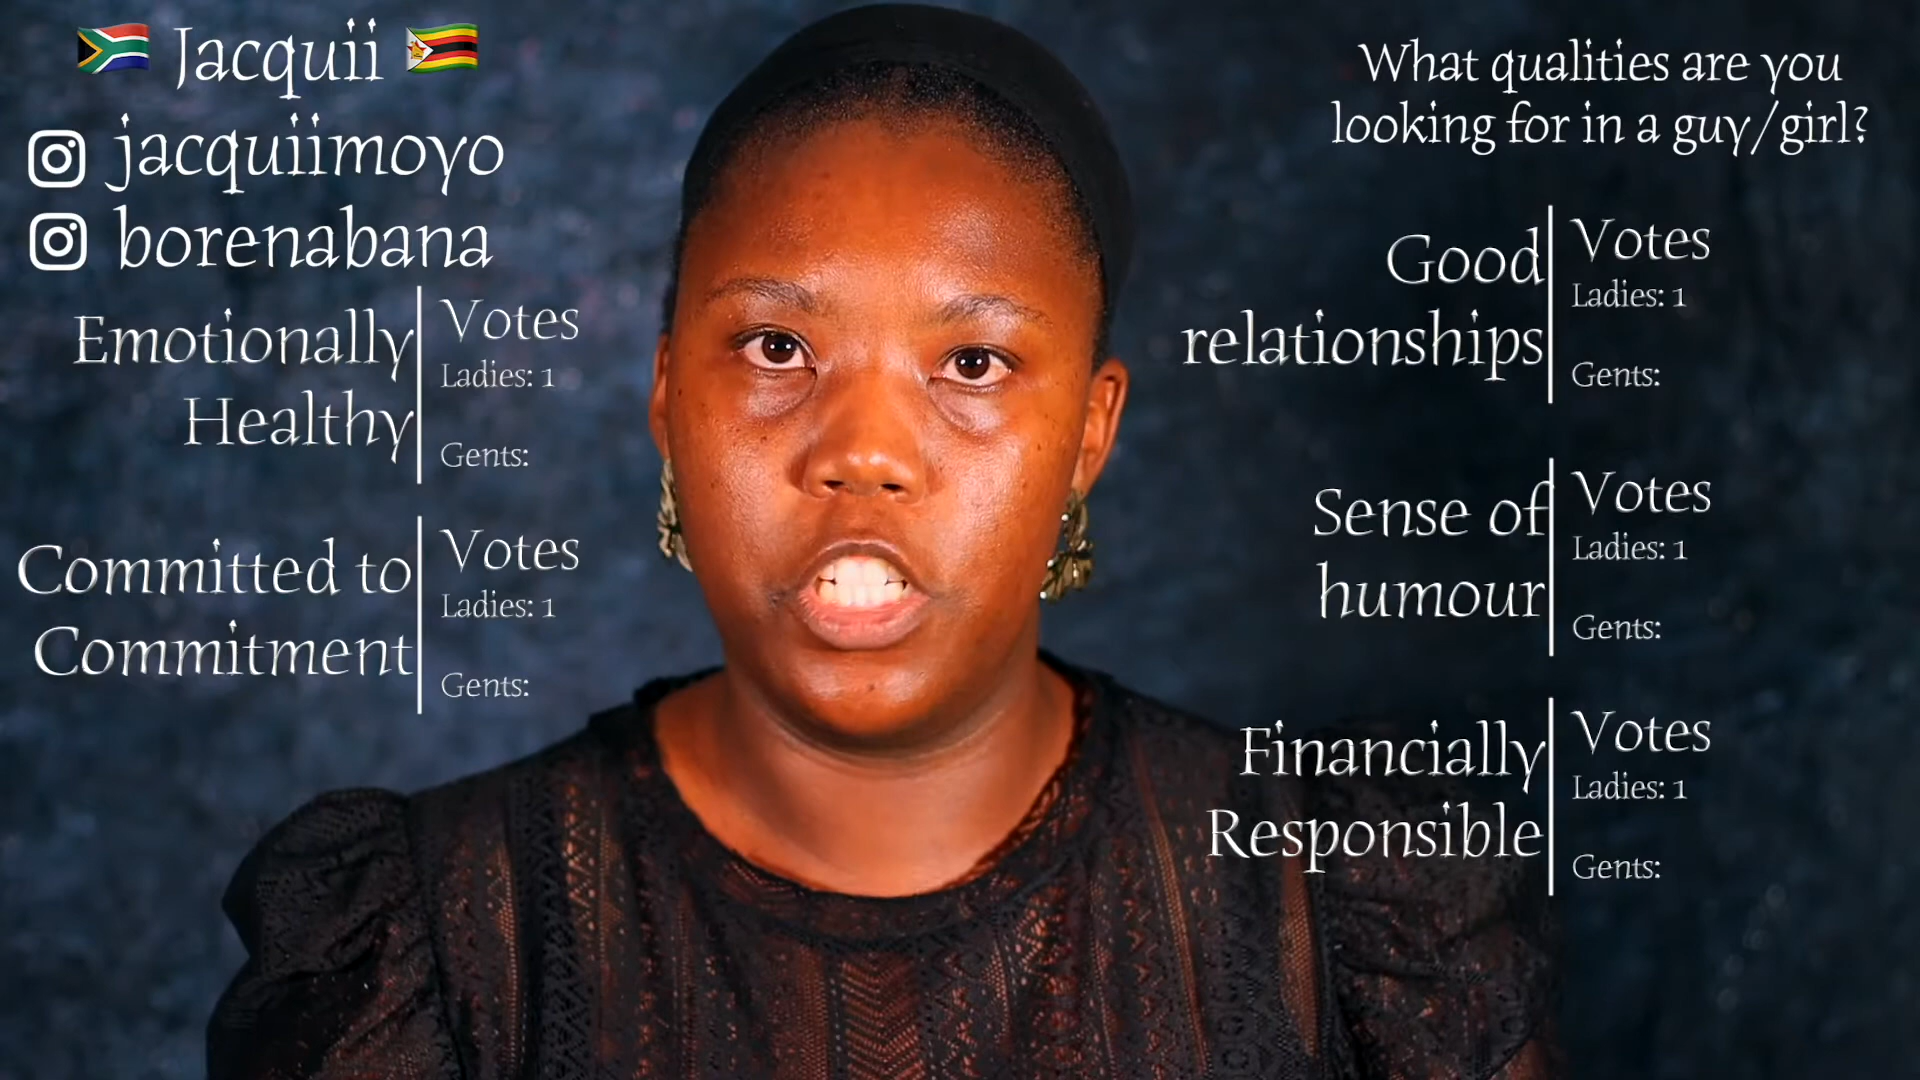 Jacquii
jacquiimoyo
borenabana
Emotionally
Healthy
Votes
Ladies: 1
Gents:
Committed to
Commitment
Votes
Ladies: 1
Gents:
What qualities are you
looking for in a guy/girl?
Good
relationships
Votes
Ladies: 1
Gents:
Sense of
humour
Votes
Ladies: 1
Gents:
Financially
Responsible
Votes
Ladies: 1
Gents: